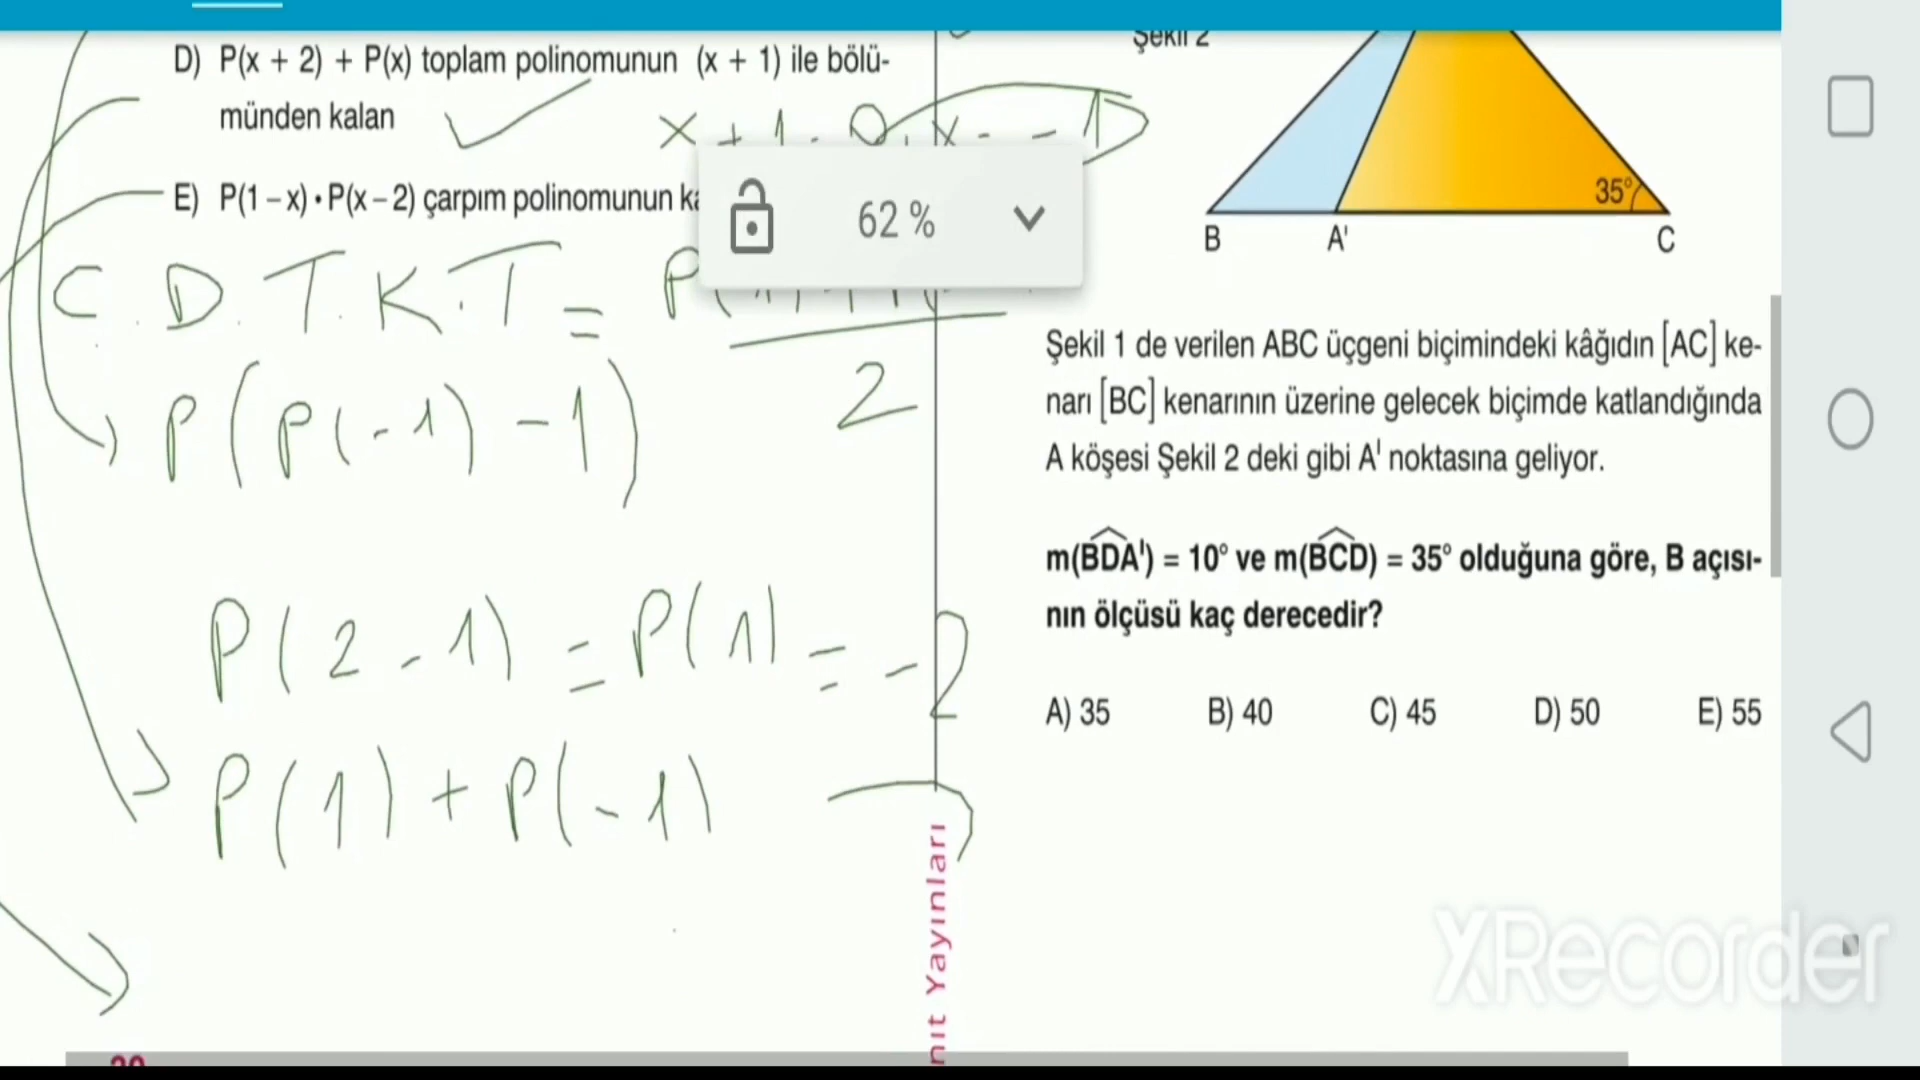 D) P(x + 2) + P(x) toplam polinomunun (x + 1) ile bölü-
münden kalan
x + 1 = 0, x = -1
E) P(1 – x) • P(x – 2) çarpım polinomunun
Ç.D.T.K.T =
2
P(P(-1) - 1)
P(2 - 1) = P(1) = -2
P(1) + P(-1)
62 %
Şekil 2
35°
B A' C
Şekil 1 de verilen ABC üçgeni biçimindeki kâğıdın [AC] ke-
narı [BC] kenarının üzerine gelecek biçimde katlandığında
A köşesi Şekil 2 deki gibi A' noktasına geliyor.
m(BDA') = 10° ve m(BCD) = 35° olduğuna göre, B açısı-
nın ölçüsü kaç derecedir?
A) 35 B) 40 C) 45 D) 50 E) 55
nıt Yayınları
XRecorder